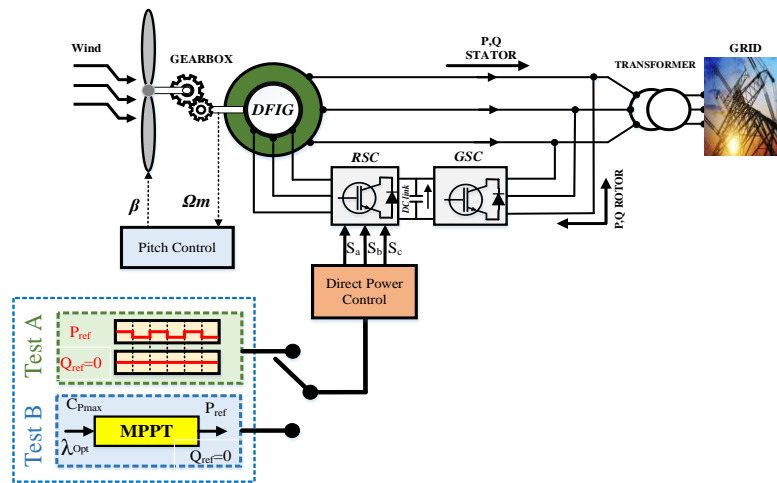 Wind
GEARBOX
DFIG
P,Q
STATOR
TRANSFORMER
GRID
RSC
GSC
DC link
P,Q ROTOR
β
Ωm
Pitch Control
Sa Sb Sc
Direct Power
Control
Test A
Pref
Qref=0
Test B
CPmax
λOpt
MPPT
Pref
Qref=0